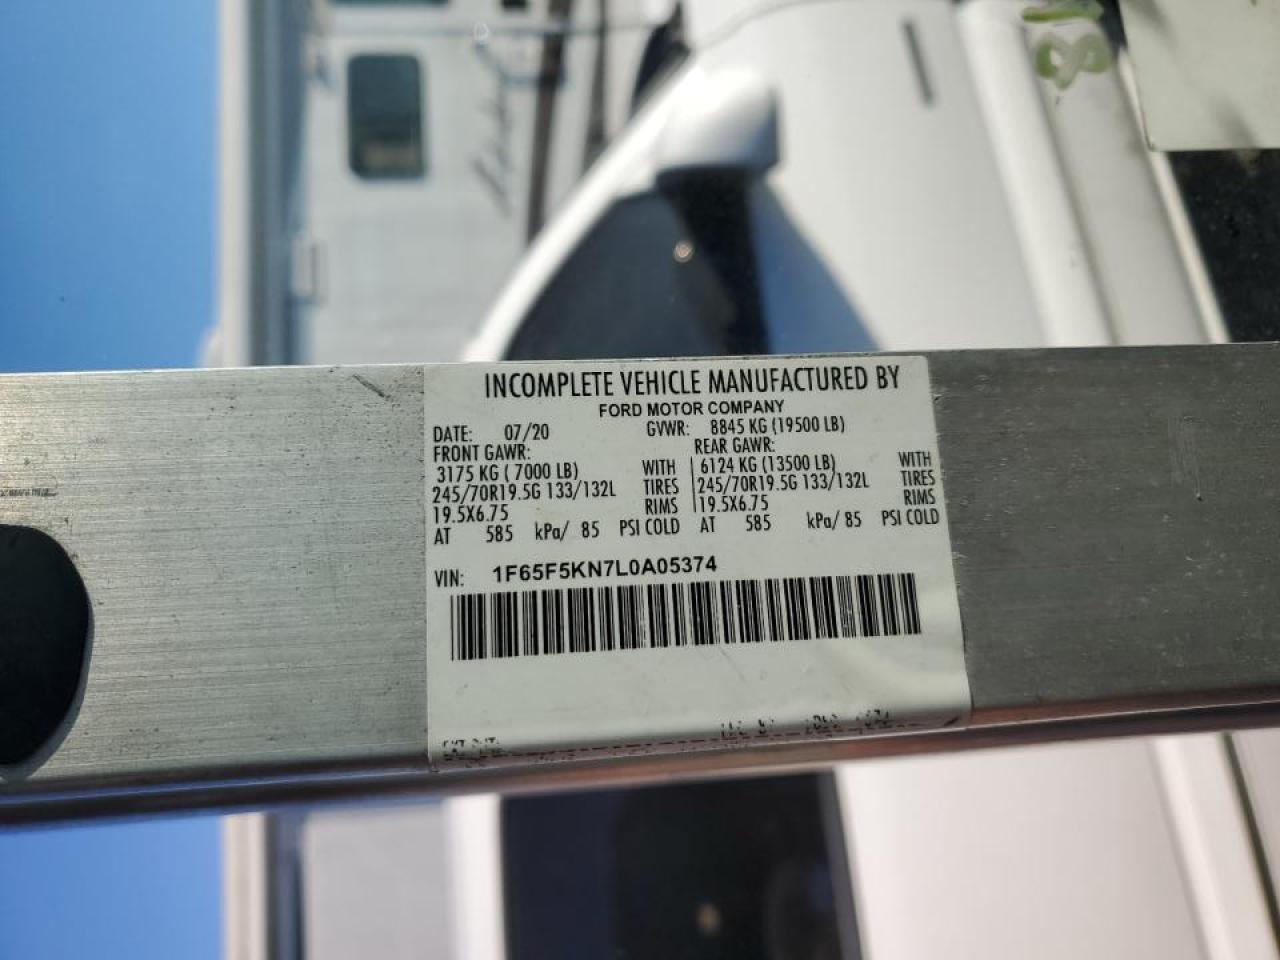 INCOMPLETE VEHICLE MANUFACTURED BY
FORD MOTOR COMPANY
DATE: 07/20 GVWR: 8845 KG (19500 LB)
FRONT GAWR: REAR GAWR:
3175 KG ( 7000 LB) WITH 6124 KG (13500 LB) WITH
245/70R19.5G 133/132L TIRES 245/70R19.5G 133/132L TIRES
19.5X6.75 RIMS 19.5X6.75 RIMS
AT 585 kPa/ 85 PSI COLD AT 585 kPa/ 85 PSI COLD
VIN: 1F65F5KN7L0A05374